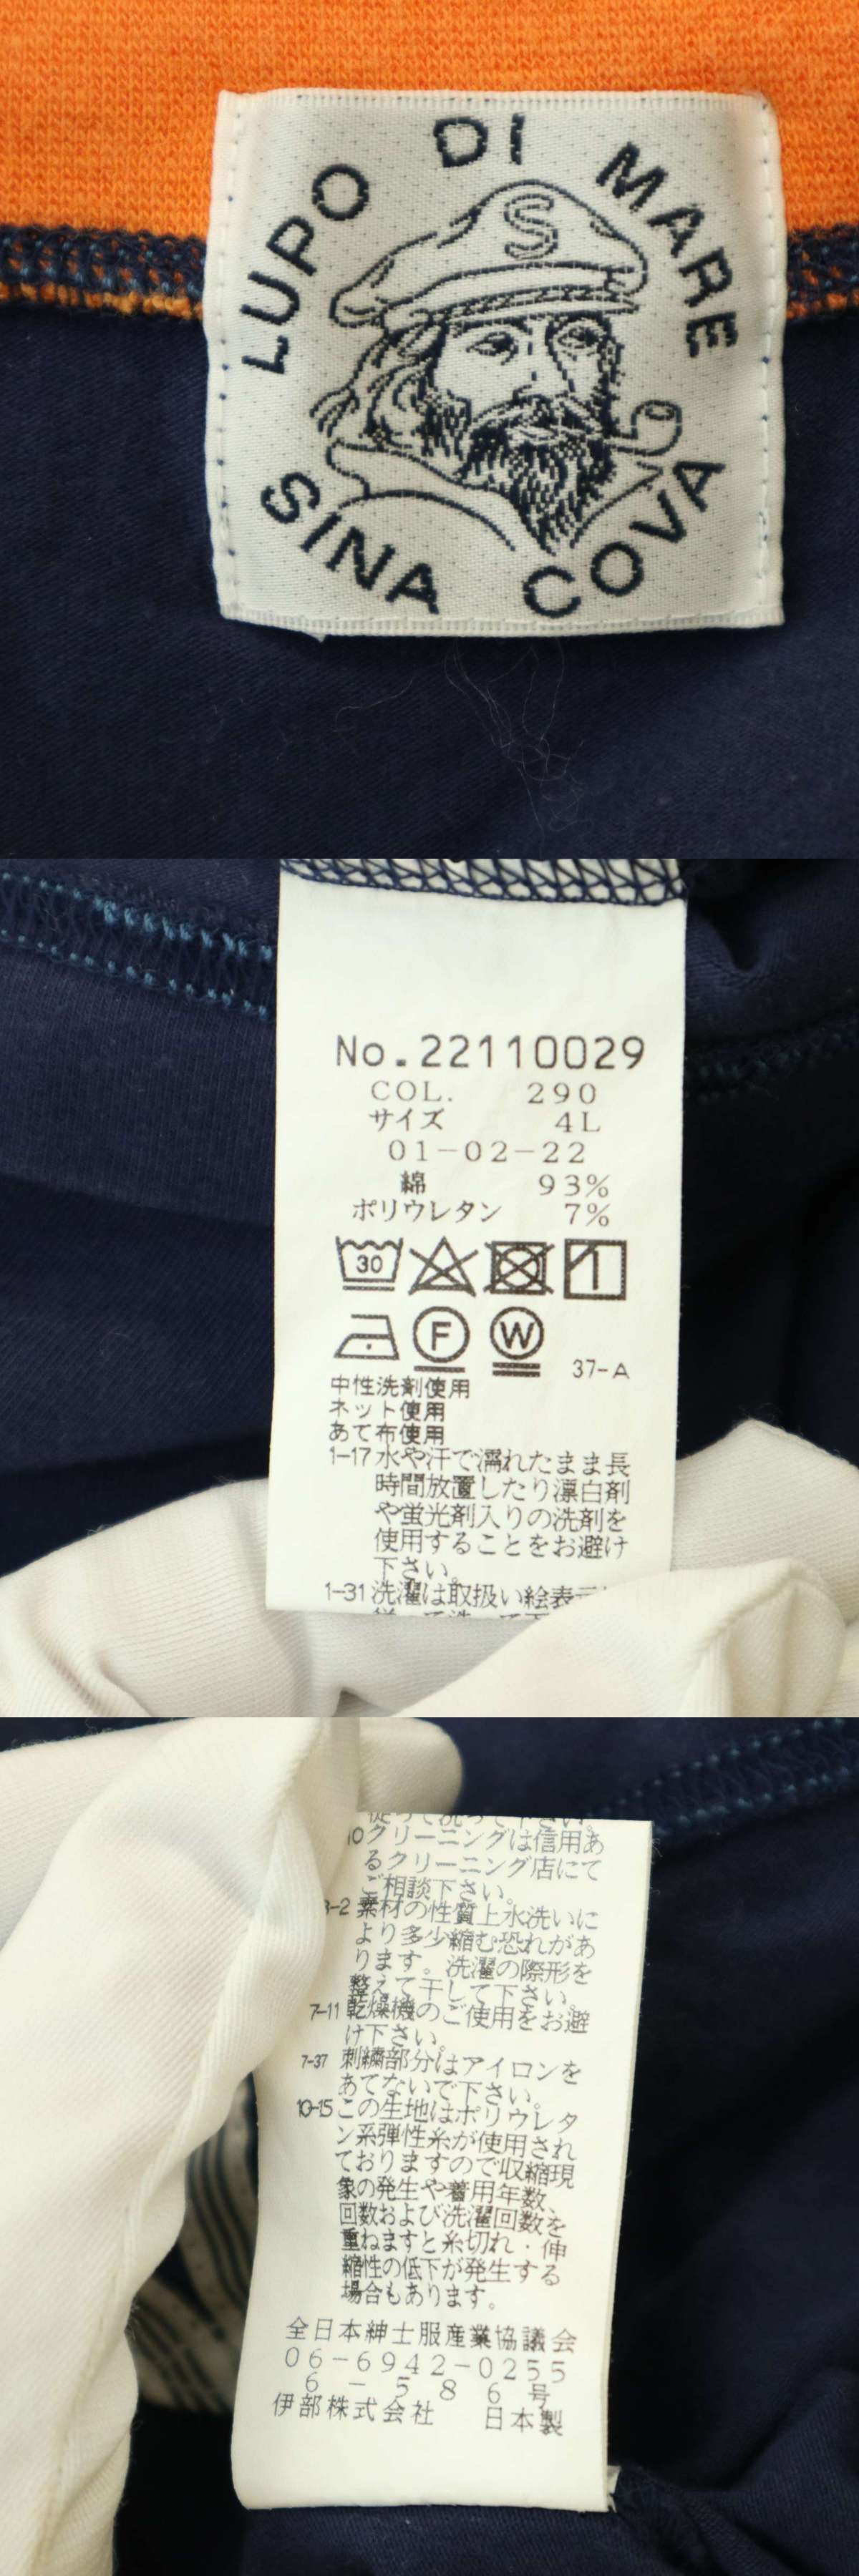 LUPO DI MARE
S
SINA COVA
No.22110029
COL. 290
サイズ 4L
01-02-22
綿 93%
ポリウレタン 7%
30
F W 37-A
中性洗剤使用
ネット使用
あて布使用
1-17 水や汗で濡れたまま長
時間放置したり漂白剤
や蛍光剤入りの洗剤を
使用することをお避け
下さい。
1-31 洗濯は取扱い絵表示
従って洗って下さい。
10クリーニングは信用あ
るクリーニング店にて
ご相談下さい。
-2 素材の性質上水洗いに
より多少縮む恐れがあ
ります。洗濯の際形を
整えて干して下さい。
7-11 乾燥機のご使用をお避
け下さい。
7-37 刺繍部分はアイロンを
あてないで下さい。
10-15 この生地はポリウレタ
ン系弾性糸が使用され
ておりますので収縮現
象の発生や着用年数、
回数および洗濯回数を
重ねますと糸切れ・伸
縮性の低下が発生する
場合もあります。
全日本紳士服産業協議会
06-6942-0255
6-586号
伊部株式会社 日本製